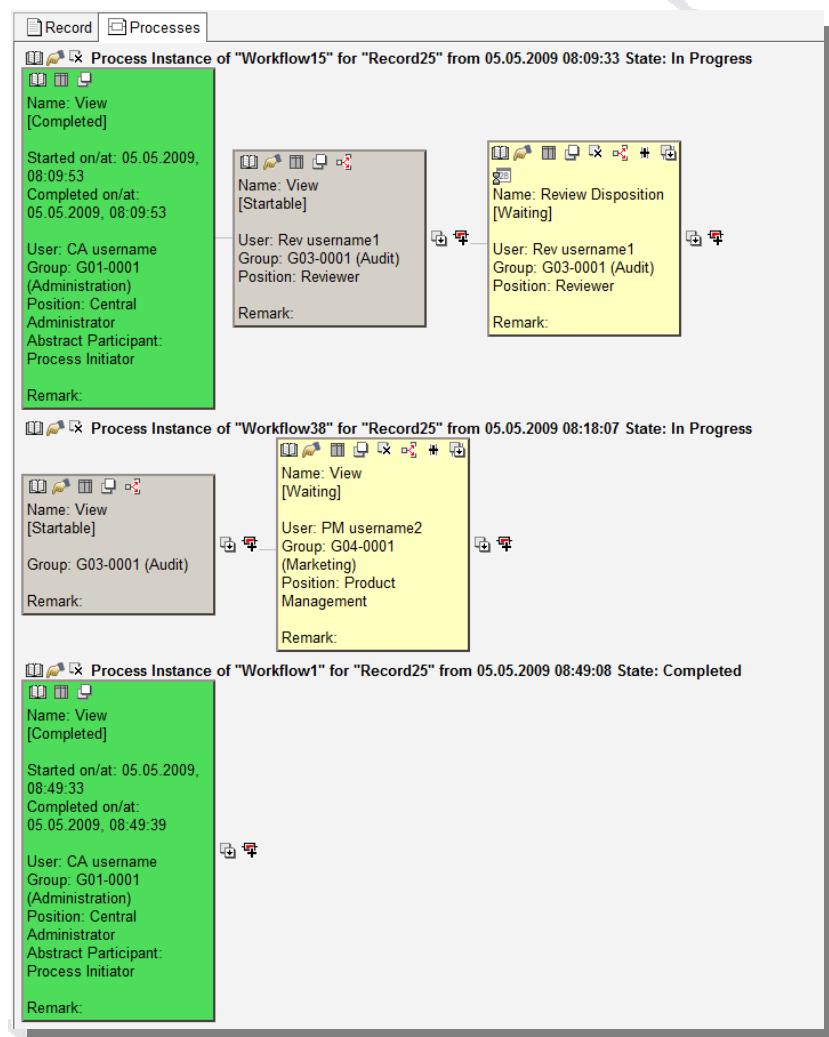 Record Processes
Process Instance of "Workflow15" for "Record25" from 05.05.2009 08:09:33 State: In Progress
Name: View
[Completed]
Started on/at: 05.05.2009,
08:09:53
Completed on/at:
05.05.2009, 08:09:53
User: CA username
Group: G01-0001
(Administration)
Position: Central
Administrator
Abstract Participant:
Process Initiator
Remark:
Name: View
[Startable]
User: Rev username1
Group: G03-0001 (Audit)
Position: Reviewer
Remark:
Name: Review Disposition
[Waiting]
User: Rev username1
Group: G03-0001 (Audit)
Position: Reviewer
Remark:
Process Instance of "Workflow38" for "Record25" from 05.05.2009 08:18:07 State: In Progress
Name: View
[Startable]
Group: G03-0001 (Audit)
Remark:
Name: View
[Waiting]
User: PM username2
Group: G04-0001
(Marketing)
Position: Product
Management
Remark:
Process Instance of "Workflow1" for "Record25" from 05.05.2009 08:49:08 State: Completed
Name: View
[Completed]
Started on/at: 05.05.2009,
08:49:33
Completed on/at:
05.05.2009, 08:49:39
User: CA username
Group: G01-0001
(Administration)
Position: Central
Administrator
Abstract Participant:
Process Initiator
Remark: